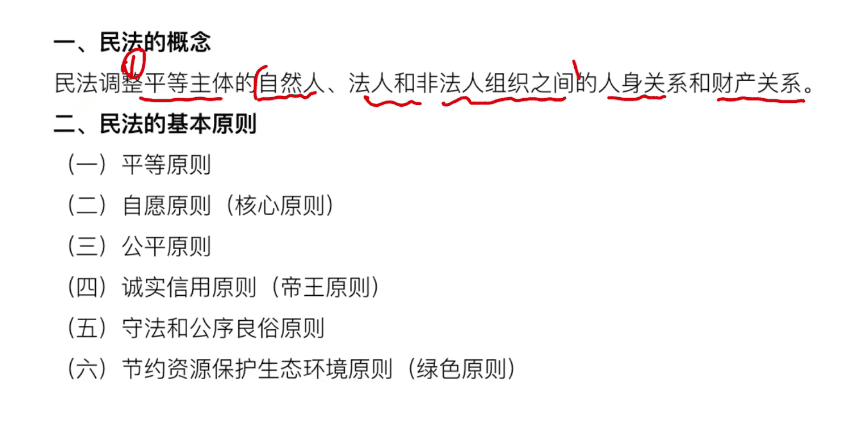 一、民法的概念
民法调整平等主体的自然人、法人和非法人组织之间的人身关系和财产关系。
二、民法的基本原则
（一）平等原则
（二）自愿原则（核心原则）
（三）公平原则
（四）诚实信用原则（帝王原则）
（五）守法和公序良俗原则
（六）节约资源保护生态环境原则（绿色原则）